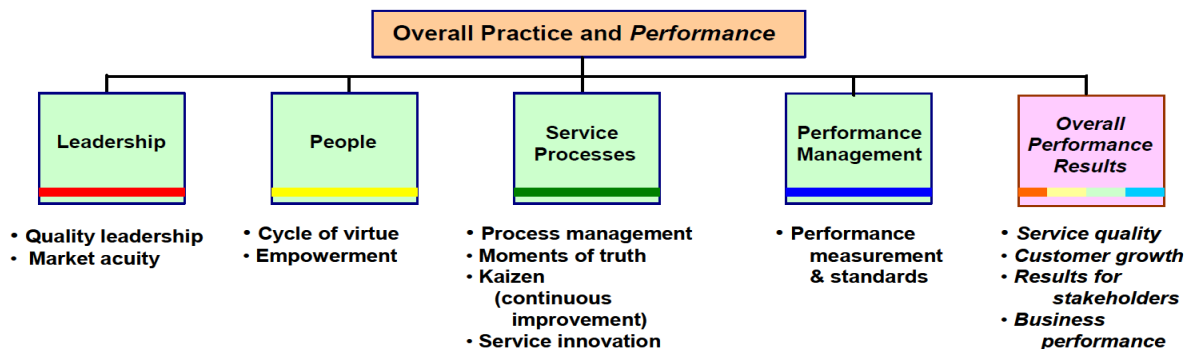 Overall Practice and Performance
Leadership
People
Service
Processes
Performance
Management
Overall
Performance
Results
• Quality leadership
• Market acuity
• Cycle of virtue
• Empowerment
• Process management
• Moments of truth
• Kaizen
(continuous
improvement)
• Service innovation
• Performance
measurement
& standards
• Service quality
• Customer growth
• Results for
stakeholders
• Business
performance